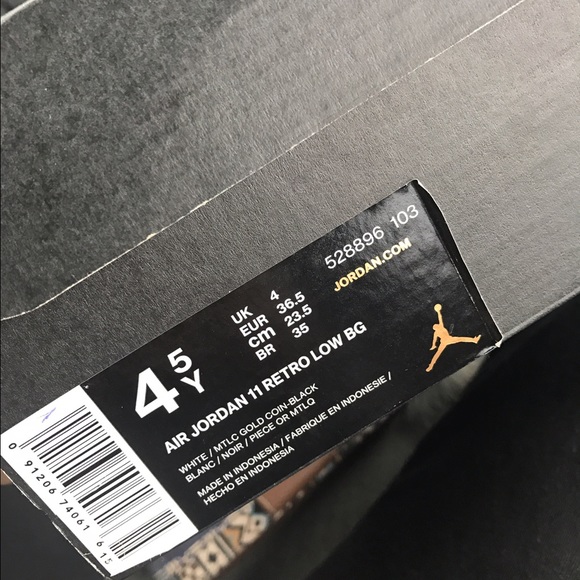 528896 103
JORDAN.COM
4 5 Y
UK 4
EUR 36.5
cm 23.5
BR 35
AIR JORDAN 11 RETRO LOW BG
WHITE / MTLC GOLD COIN-BLACK
BLANC / NOIR / PIECE OR MTLQ
MADE IN INDONESIA / FABRIQUE EN INDONESIE /
HECHO EN INDONESIA
0 91206 74061 6 15